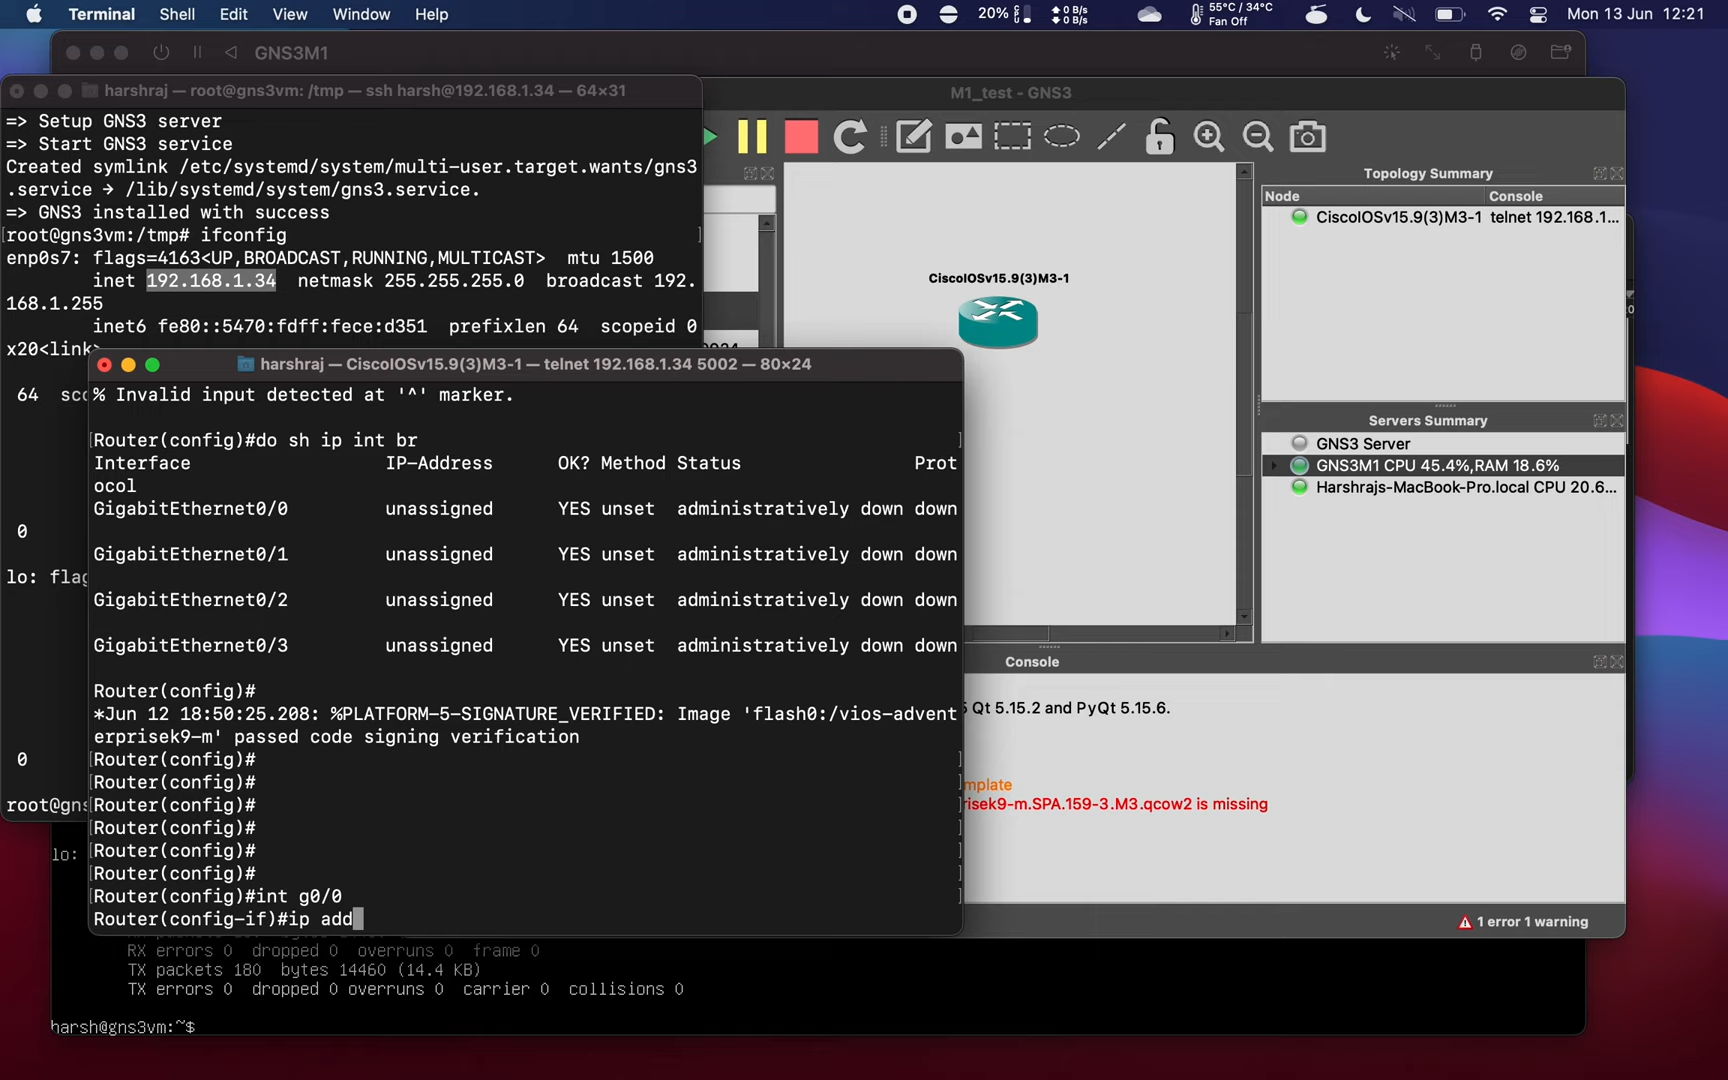 Terminal Shell Edit View Window Help
20% 0 B/s 0 B/s 55°C / 34°C Fan Off Mon 13 Jun 12:21
GNS3M1
harshraj — root@gns3vm: /tmp — ssh harsh@192.168.1.34 — 64×31
=> Setup GNS3 server
=> Start GNS3 service
Created symlink /etc/systemd/system/multi-user.target.wants/gns3
.service → /lib/systemd/system/gns3.service.
=> GNS3 installed with success
[root@gns3vm:/tmp# ifconfig ]
enp0s7: flags=4163<UP,BROADCAST,RUNNING,MULTICAST> mtu 1500
inet 192.168.1.34 netmask 255.255.255.0 broadcast 192.
168.1.255
inet6 fe80::5470:fdff:fece:d351 prefixlen 64 scopeid 0
x20<link>
64
0
lo:
0
M1_test - GNS3
CiscoIOSv15.9(3)M3-1
Topology Summary
Node Console
CiscoIOSv15.9(3)M3-1 telnet 192.168.1...
Servers Summary
GNS3 Server
GNS3M1 CPU 45.4%,RAM 18.6%
Harshrajs-MacBook-Pro.local CPU 20.6...
Console
Qt 5.15.2 and PyQt 5.15.6.
mplate
risek9-m.SPA.159-3.M3.qcow2 is missing
1 error 1 warning
harshraj — CiscoIOSv15.9(3)M3-1 — telnet 192.168.1.34 5002 — 80×24
% Invalid input detected at '^' marker.
[Router(config)#do sh ip int br ]
Interface IP-Address OK? Method Status Prot
ocol
GigabitEthernet0/0 unassigned YES unset administratively down down
GigabitEthernet0/1 unassigned YES unset administratively down down
GigabitEthernet0/2 unassigned YES unset administratively down down
GigabitEthernet0/3 unassigned YES unset administratively down down
Router(config)#
*Jun 12 18:50:25.208: %PLATFORM-5-SIGNATURE_VERIFIED: Image 'flash0:/vios-advent
erprisek9-m' passed code signing verification
[Router(config)# ]
[Router(config)# ]
[Router(config)# ]
[Router(config)# ]
[Router(config)# ]
[Router(config)# ]
[Router(config)#int g0/0 ]
Router(config-if)#ip add
lo:
RX errors 0 dropped 0 overruns 0 frame 0
TX packets 180 bytes 14460 (14.4 KB)
TX errors 0 dropped 0 overruns 0 carrier 0 collisions 0
harsh@gns3vm:~$